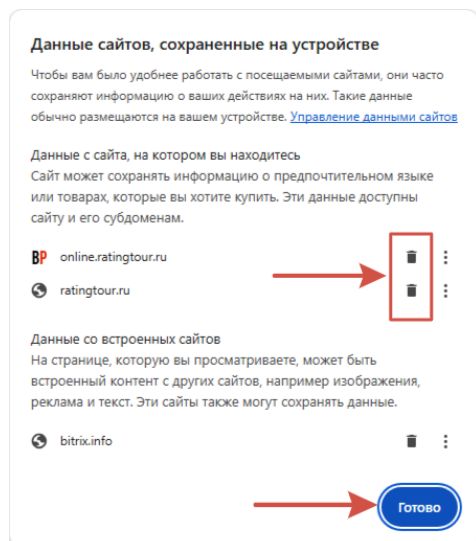 Данные сайтов, сохраненные на устройстве
Чтобы вам было удобнее работать с посещаемыми сайтами, они часто
сохраняют информацию о ваших действиях на них. Такие данные
обычно размещаются на вашем устройстве. Управление данными сайтов
Данные с сайта, на котором вы находитесь
Сайт может сохранять информацию о предпочтительном языке
или товарах, которые вы хотите купить. Эти данные доступны
сайту и его субдоменам.
BP online.ratingtour.ru
ratingtour.ru
Данные со встроенных сайтов
На странице, которую вы просматриваете, может быть
встроенный контент с других сайтов, например изображения,
реклама и текст. Эти сайты также могут сохранять данные.
bitrix.info
Готово